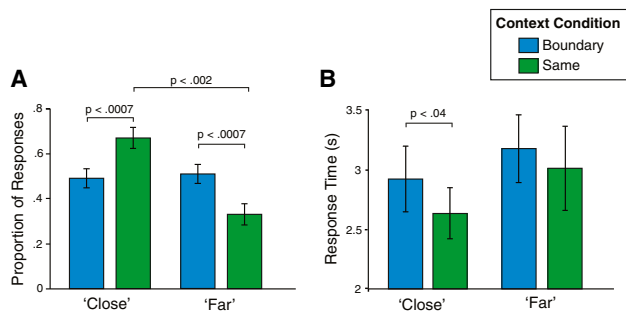 Context Condition
Boundary
Same
A
p < .002
p < .0007
p < .0007
Proportion of Responses
.8
.6
.4
.2
0
'Close'
'Far'
B
p < .04
Response Time (s)
3.5
3
2.5
2
'Close'
'Far'